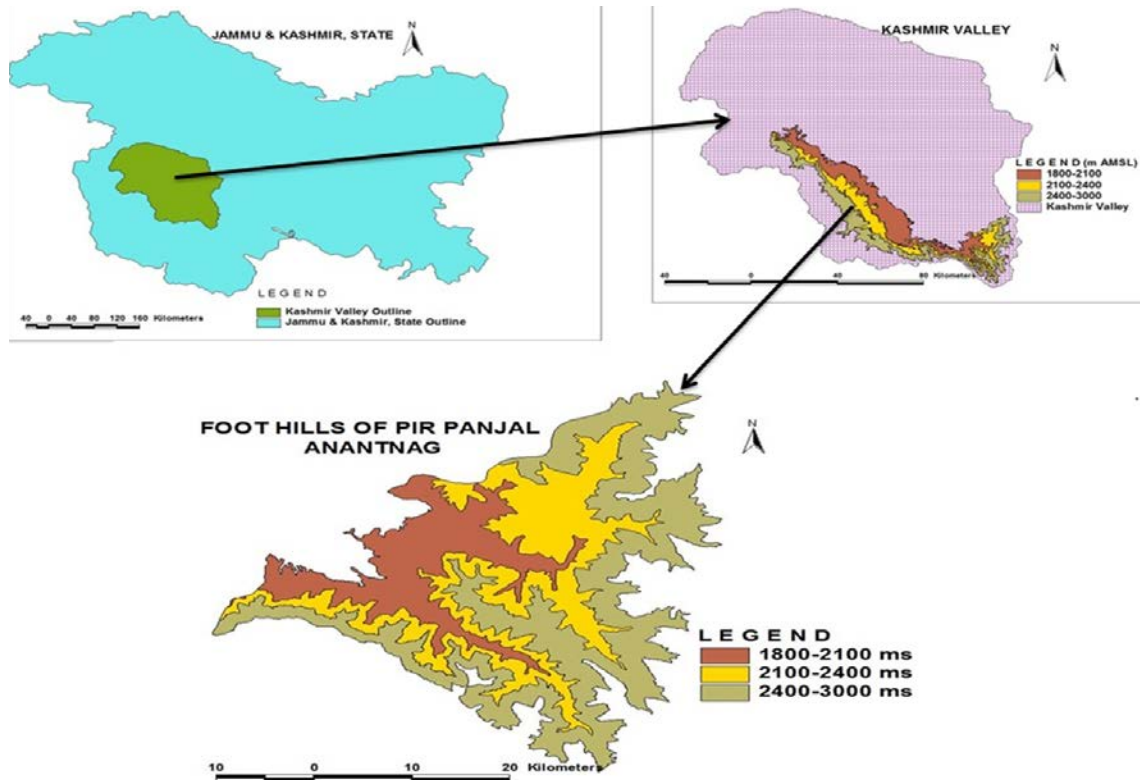 JAMMU & KASHMIR, STATE
N
LEGEND
Kashmir Valley Outline
Jammu & Kashmir, State Outline
40 0 40 80 120 160 Kilometers
KASHMIR VALLEY
N
LEGEND (m AMSL)
1800-2100
2100-2400
2400-3000
Kashmir Valley
40 0 40 80 Kilometers
FOOT HILLS OF PIR PANJAL
ANANTNAG
N
LEGEND
1800-2100 ms
2100-2400 ms
2400-3000 ms
10 0 10 20 Kilometers